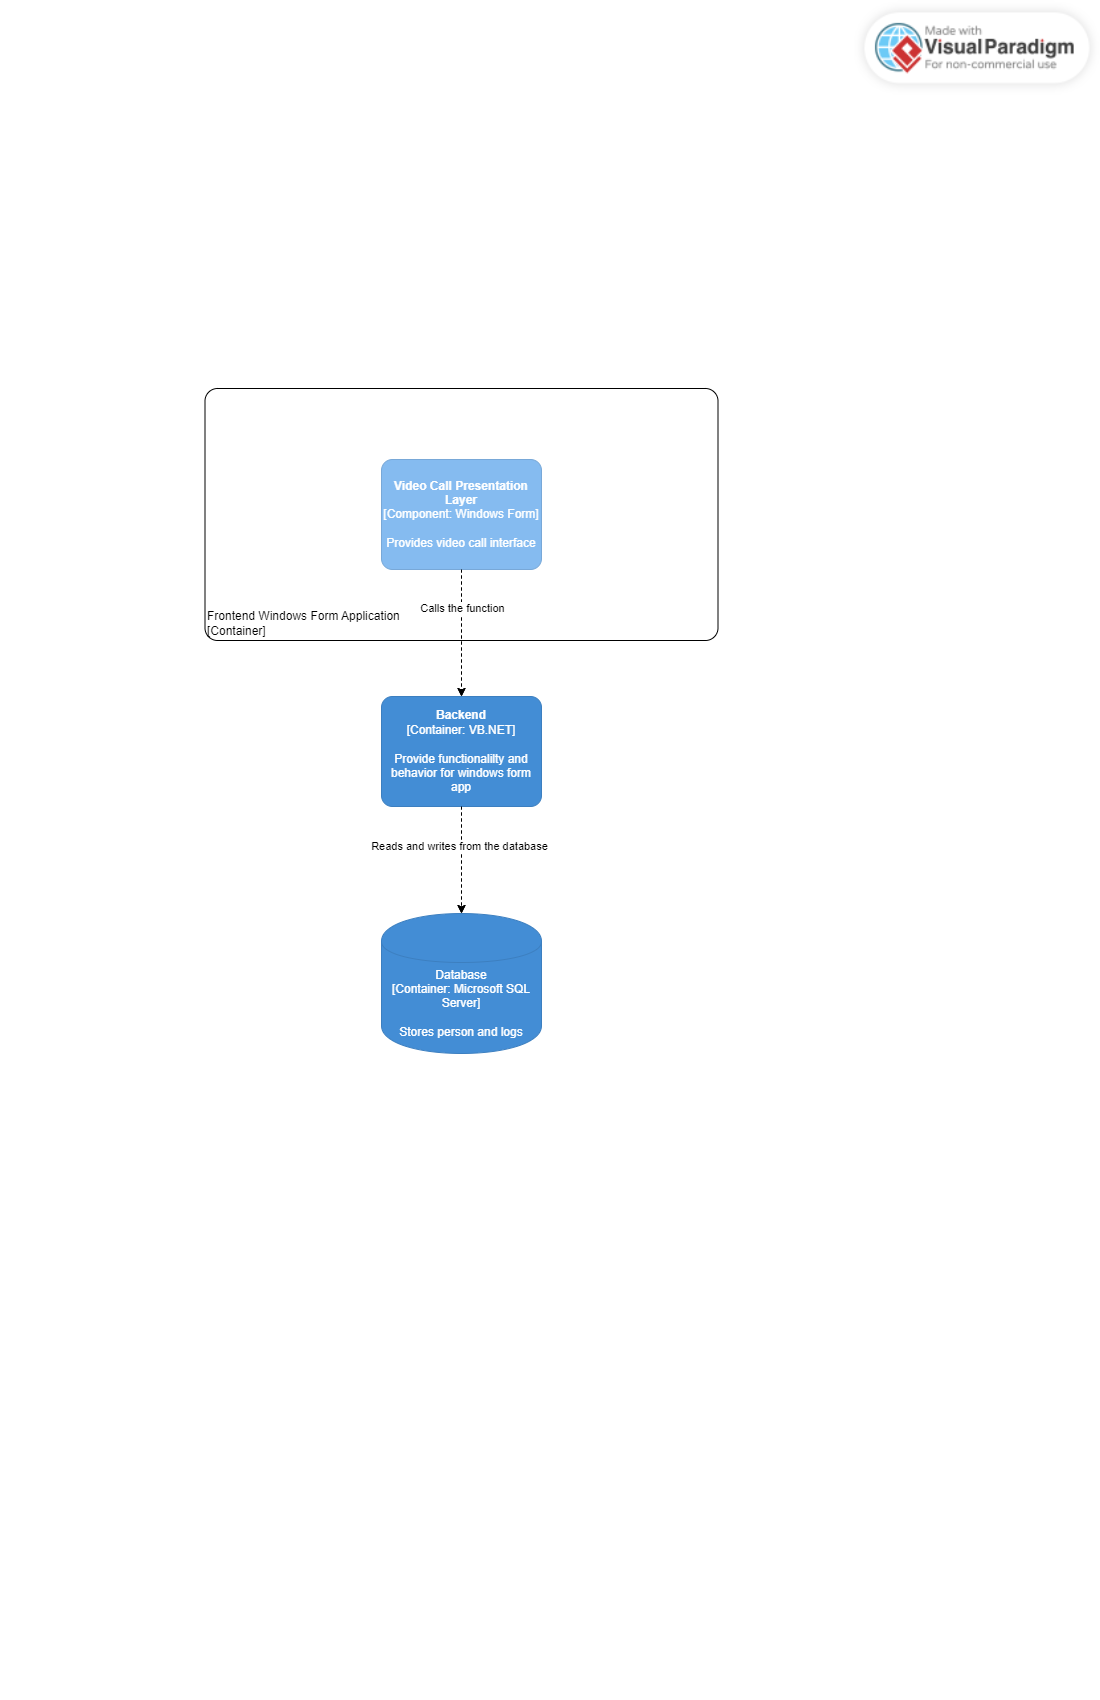 Made with
Visual Paradigm
For non-commercial use
Video Call Presentation
Layer
[Component: Windows Form]
Provides video call interface
Calls the function
Frontend Windows Form Application
[Container]
Backend
[Container: VB.NET]
Provide functionalilty and
behavior for windows form
app
Reads and writes from the database
Database
[Container: Microsoft SQL
Server]
Stores person and logs